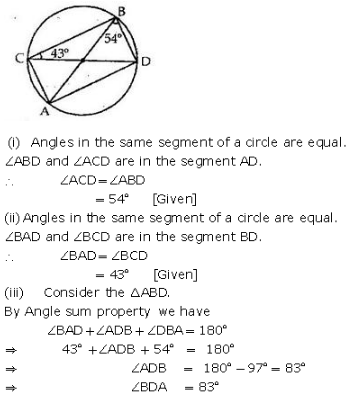 B
54°
C
43°
D
A
(i) Angles in the same segment of a circle are equal.
∠ABD and ∠ACD are in the segment AD.
∴ ∠ACD=∠ABD
= 54° [Given]
(ii) Angles in the same segment of a circle are equal.
∠BAD and ∠BCD are in the segment BD.
∴ ∠BAD=∠BCD
= 43° [Given]
(iii) Consider the △ABD.
By Angle sum property we have
∠BAD+∠ADB+∠DBA=180°
⇒ 43° +∠ADB + 54° = 180°
⇒ ∠ADB = 180° – 97° = 83°
⇒ ∠BDA = 83°